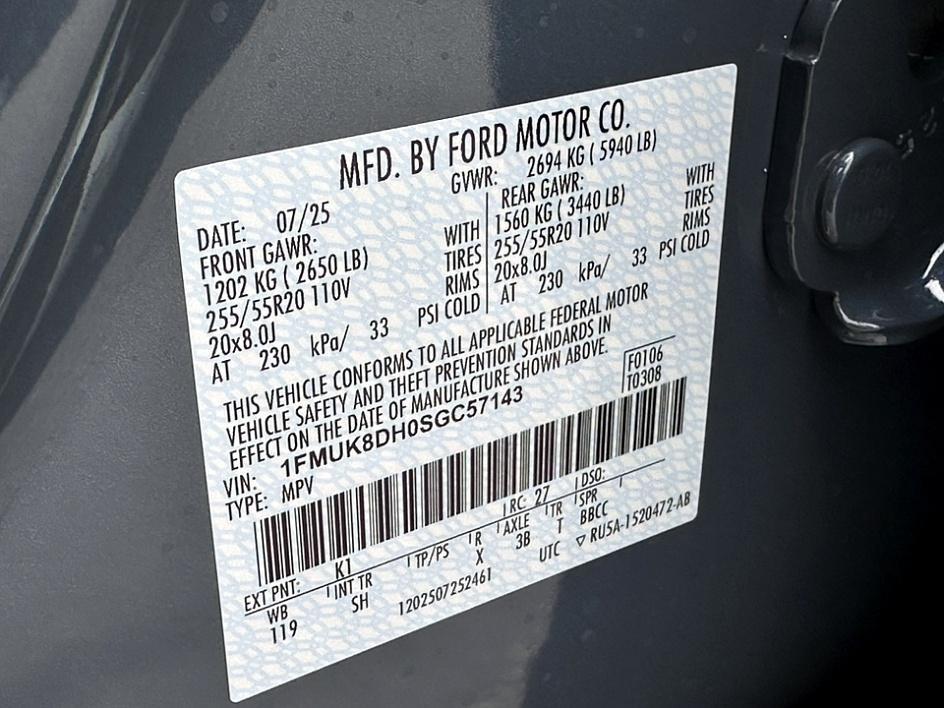 MFD. BY FORD MOTOR CO.
DATE: 07/25 GVWR: 2694 KG ( 5940 LB)
FRONT GAWR: REAR GAWR:
1202 KG ( 2650 LB) WITH 1560 KG ( 3440 LB) WITH
255/55R20 110V TIRES 255/55R20 110V TIRES
20x8.0J RIMS 20x8.0J RIMS
AT 230 kPa/ 33 PSI COLD AT 230 kPa/ 33 PSI COLD
THIS VEHICLE CONFORMS TO ALL APPLICABLE FEDERAL MOTOR
VEHICLE SAFETY AND THEFT PREVENTION STANDARDS IN
EFFECT ON THE DATE OF MANUFACTURE SHOWN ABOVE.
F0106
T0308
VIN: 1FMUK8DH0SGC57143
TYPE: MPV
EXT PNT: K1 RC: 27 DSO:
WB INT TR TP/PS R AXLE TR SPR
119 SH X 3B T BBCC
1202507252461 UTC ▽ RU5A-1520472-AB